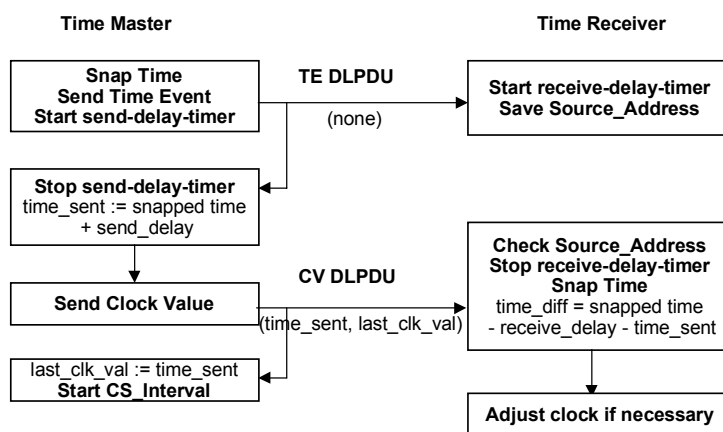 Time Master
Time Receiver
Snap Time
Send Time Event
Start send-delay-timer
TE DLPDU
(none)
Start receive-delay-timer
Save Source_Address
Stop send-delay-timer
time_sent := snapped time
+ send_delay
Send Clock Value
CV DLPDU
(time_sent, last_clk_val)
Check Source_Address
Stop receive-delay-timer
Snap Time
time_diff = snapped time
- receive_delay - time_sent
last_clk_val := time_sent
Start CS_Interval
Adjust clock if necessary